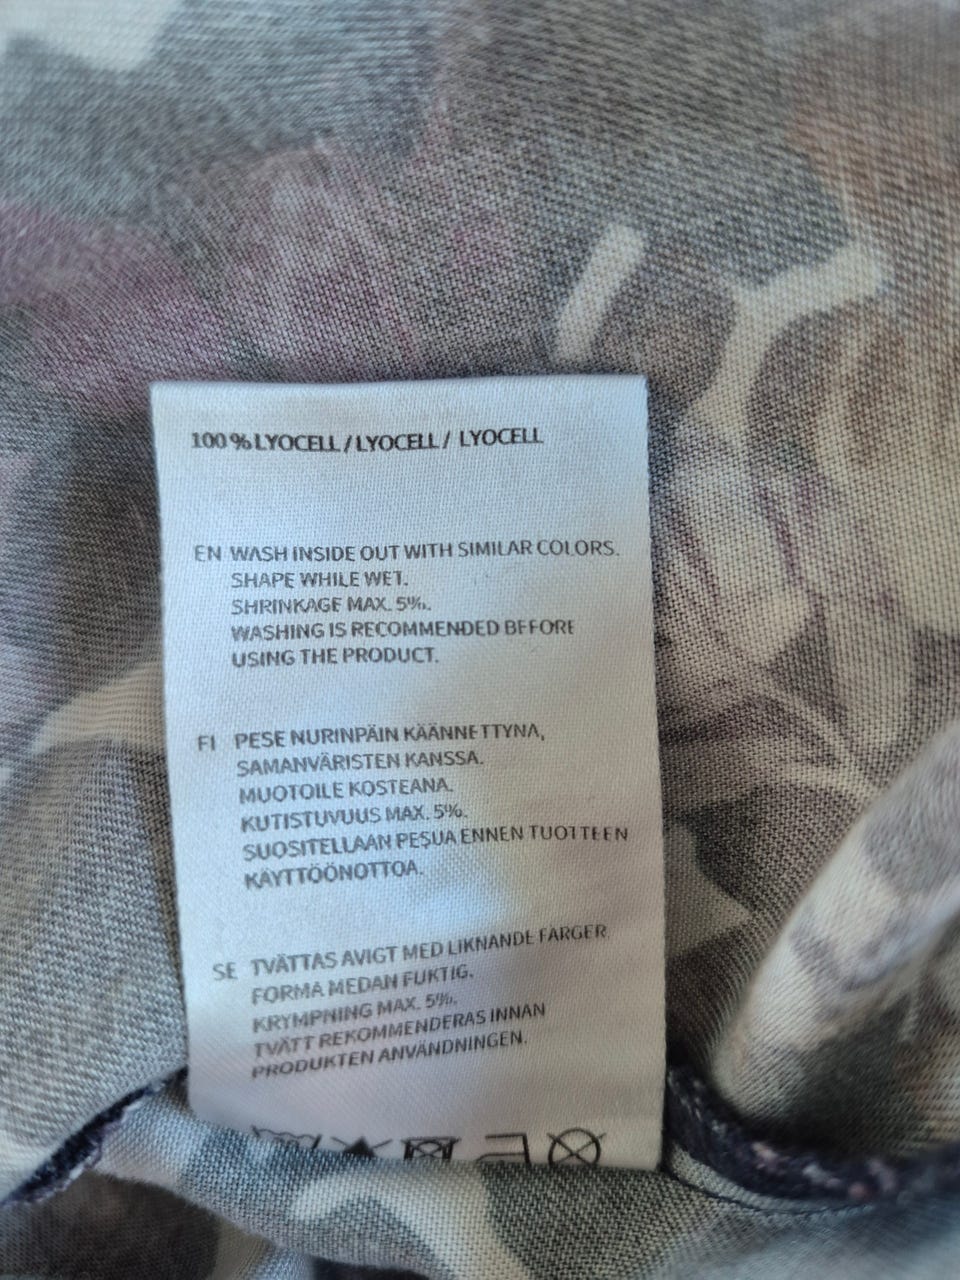 100% LYOCELL / LYOCELL / LYOCELL
EN WASH INSIDE OUT WITH SIMILAR COLORS.
SHAPE WHILE WET.
SHRINKAGE MAX. 5%.
WASHING IS RECOMMENDED BEFORE
USING THE PRODUCT.
FI PESE NURINPÄIN KÄÄNNETTYNA,
SAMANVÄRISTEN KANSSA.
MUOTOILE KOSTEANA.
KUTISTUVUUS MAX. 5%.
SUOSITELLAAN PESUA ENNEN TUOTTEEN
KÄYTTÖÖNOTTOA.
SE TVÄTTAS AVIGT MED LIKNANDE FÄRGER.
FORMA MEDAN FUKTIG.
KRYMPNING MAX. 5%.
TVÄTT REKOMMENDERAS INNAN
PRODUKTEN ANVÄNDNINGEN.